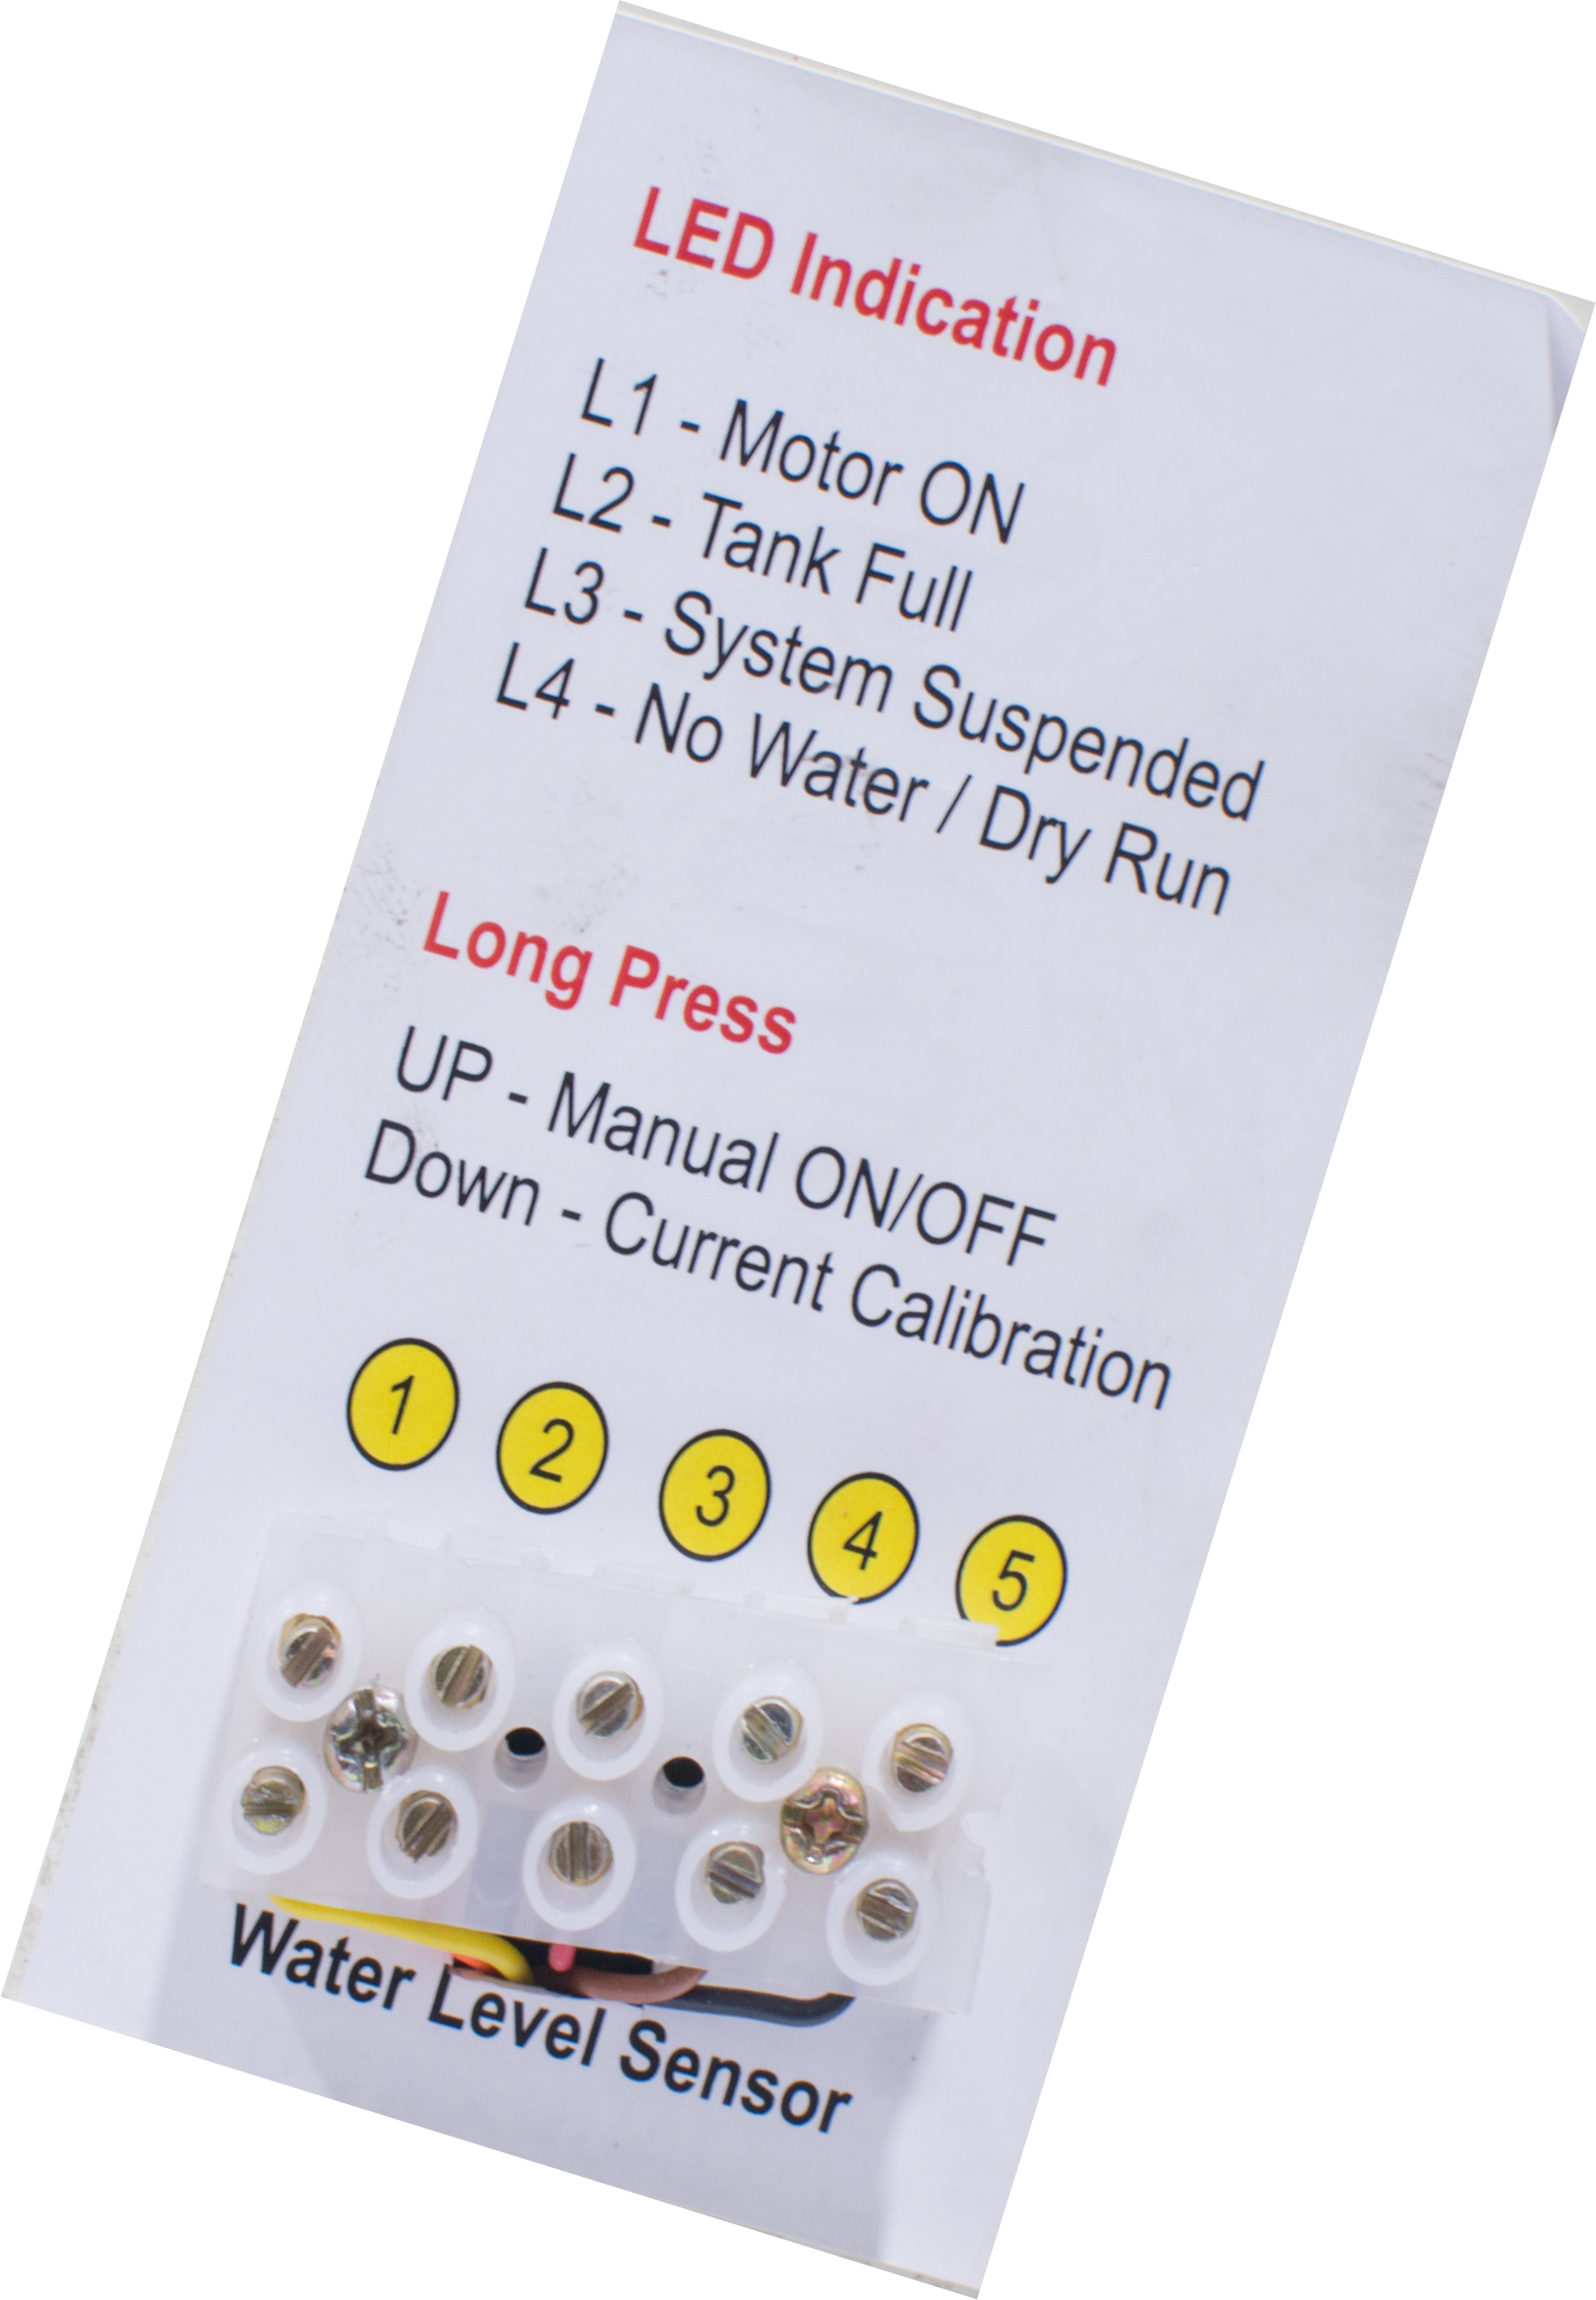 LED Indication
L1 - Motor ON
L2 - Tank Full
L3 - System Suspended
L4 - No Water / Dry Run
Long Press
UP - Manual ON/OFF
Down - Current Calibration
1 2 3 4 5
Water Level Sensor